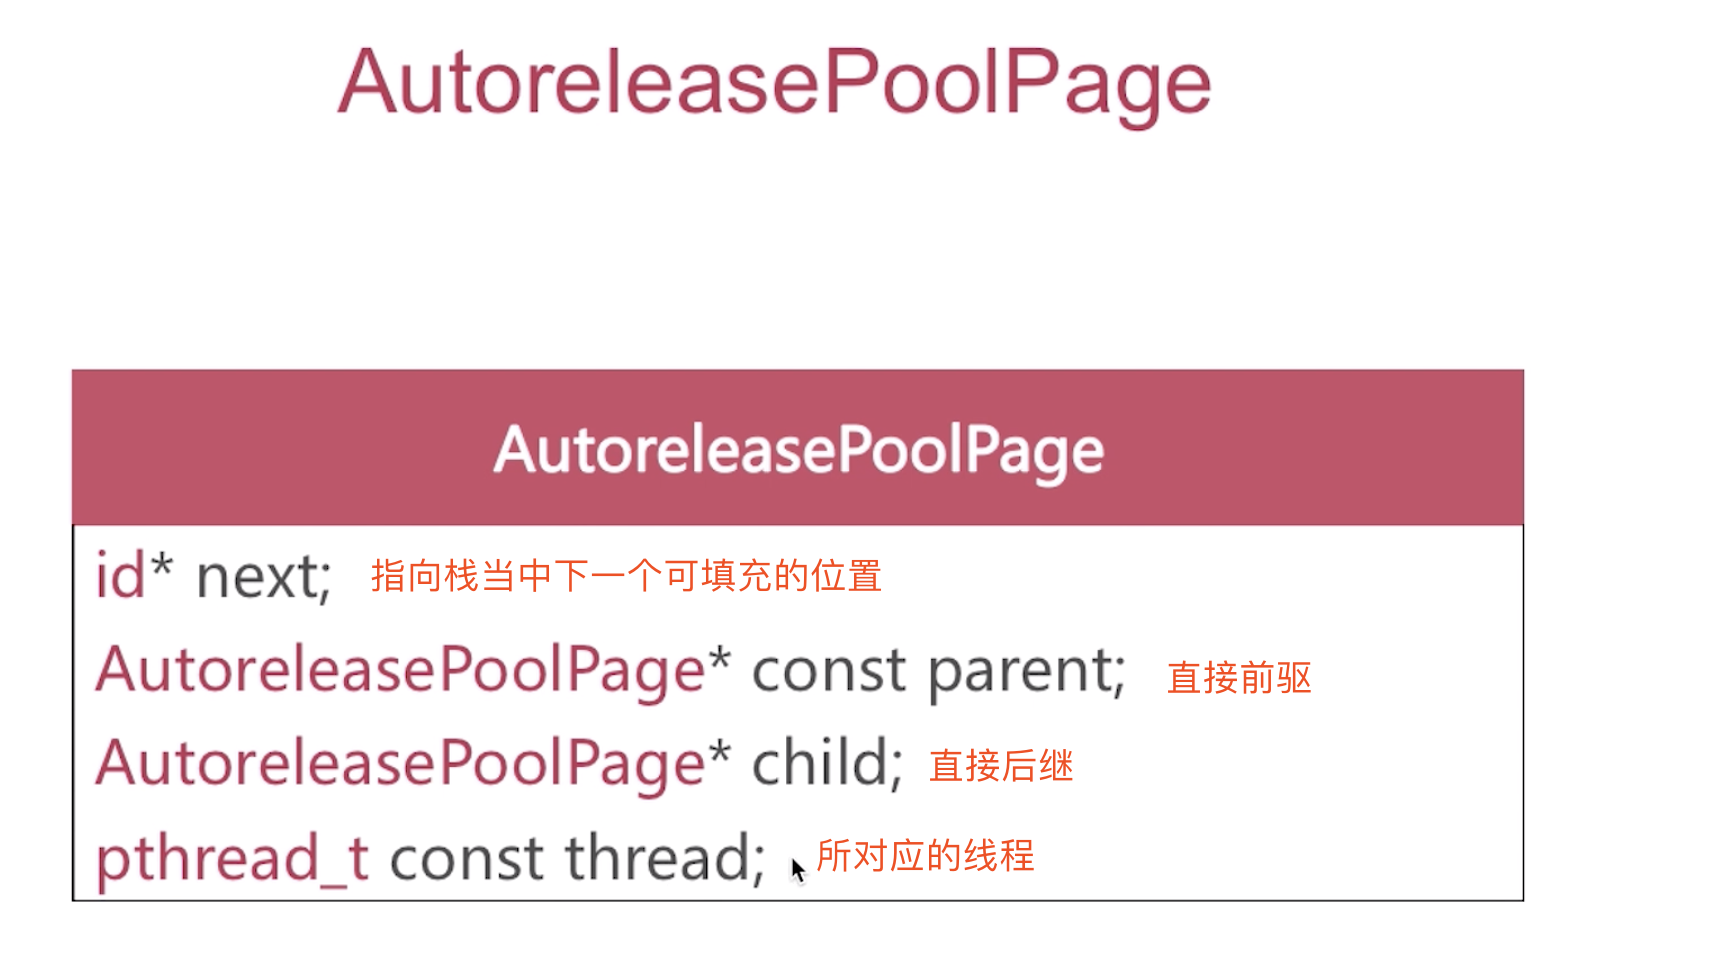 AutoreleasePoolPage
AutoreleasePoolPage
id* next; 指向栈当中下一个可填充的位置
AutoreleasePoolPage* const parent; 直接前驱
AutoreleasePoolPage* child; 直接后继
pthread_t const thread; 所对应的线程